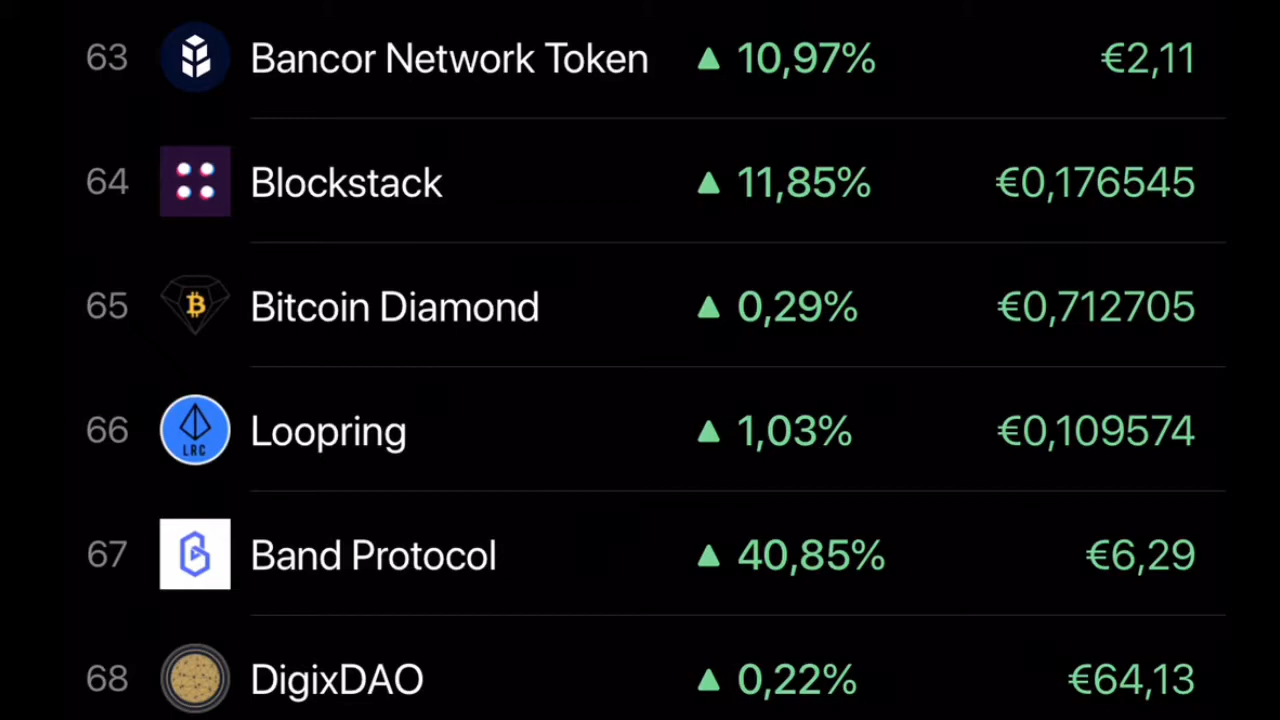 63 Bancor Network Token ▲ 10,97% €2,11
64 Blockstack ▲ 11,85% €0,176545
65 Bitcoin Diamond ▲ 0,29% €0,712705
66 LRC Loopring ▲ 1,03% €0,109574
67 Band Protocol ▲ 40,85% €6,29
68 DigixDAO ▲ 0,22% €64,13